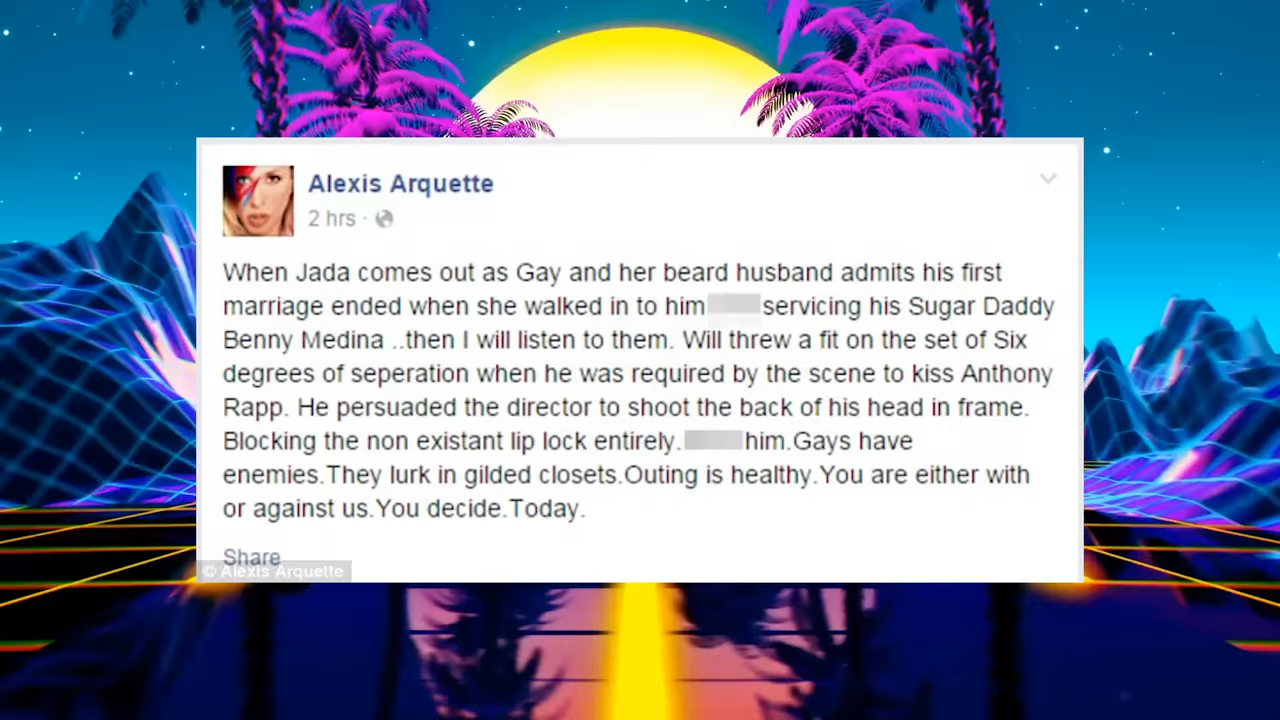 Alexis Arquette
2 hrs ·
When Jada comes out as Gay and her beard husband admits his first
marriage ended when she walked in to him servicing his Sugar Daddy
Benny Medina ..then I will listen to them. Will threw a fit on the set of Six
degrees of seperation when he was required by the scene to kiss Anthony
Rapp. He persuaded the director to shoot the back of his head in frame.
Blocking the non existant lip lock entirely. him.Gays have
enemies.They lurk in gilded closets.Outing is healthy.You are either with
or against us.You decide.Today.
Share
© Alexis Arquette